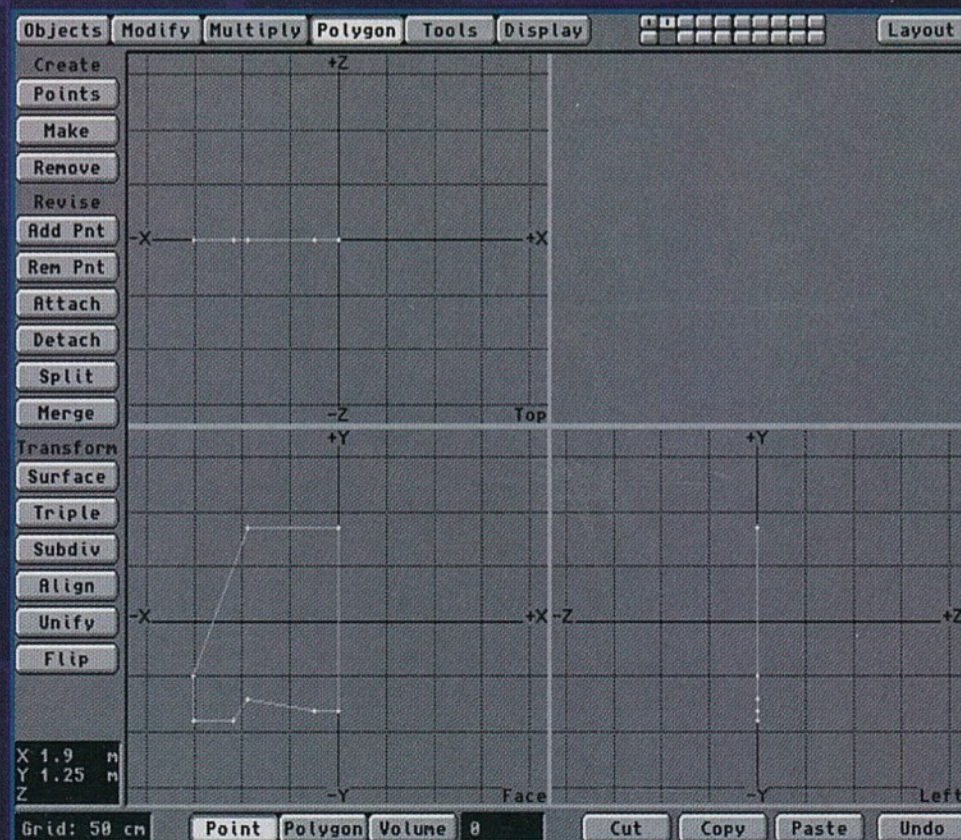 Objects Modify Multiply Polygon Tools Display Layout
Create
Points
Make
Remove
Revise
Add Pnt
Rem Pnt
Attach
Detach
Split
Merge
Transform
Surface
Triple
Subdiv
Align
Unify
Flip
X 1.9 m
Y 1.25 m
Z
+Z
-X +X
-Z Top
+Y
-X +X
-Y Face
+Y
-Z +Z
-Y Left
Grid: 50 cm Point Polygon Volume 0 Cut Copy Paste Undo